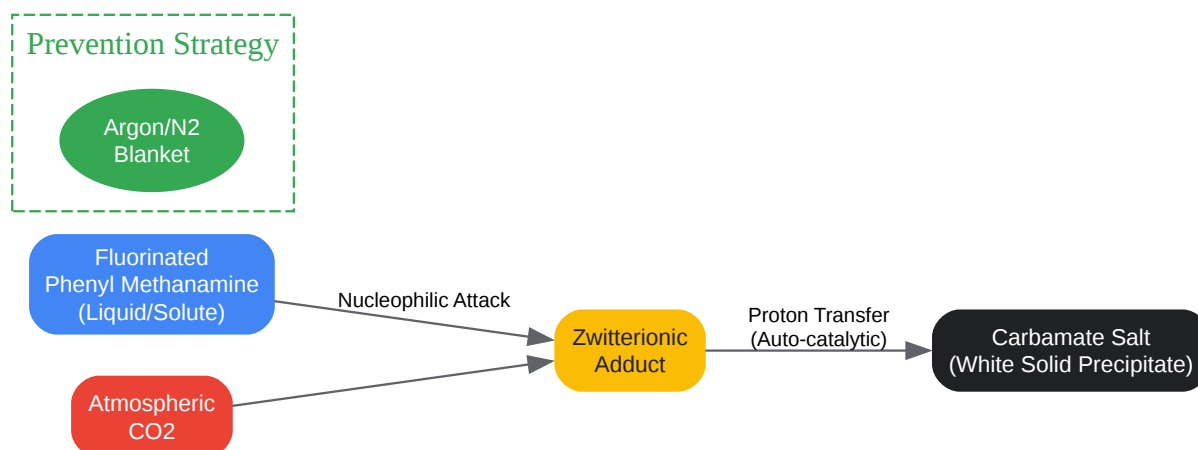 Prevention Strategy
Argon/N2
Blanket
Fluorinated
Phenyl Methanamine
(Liquid/Solute)
Nucleophilic Attack
Atmospheric
CO2
Zwitterionic
Adduct
Proton Transfer
(Auto-catalytic)
Carbamate Salt
(White Solid Precipitate)